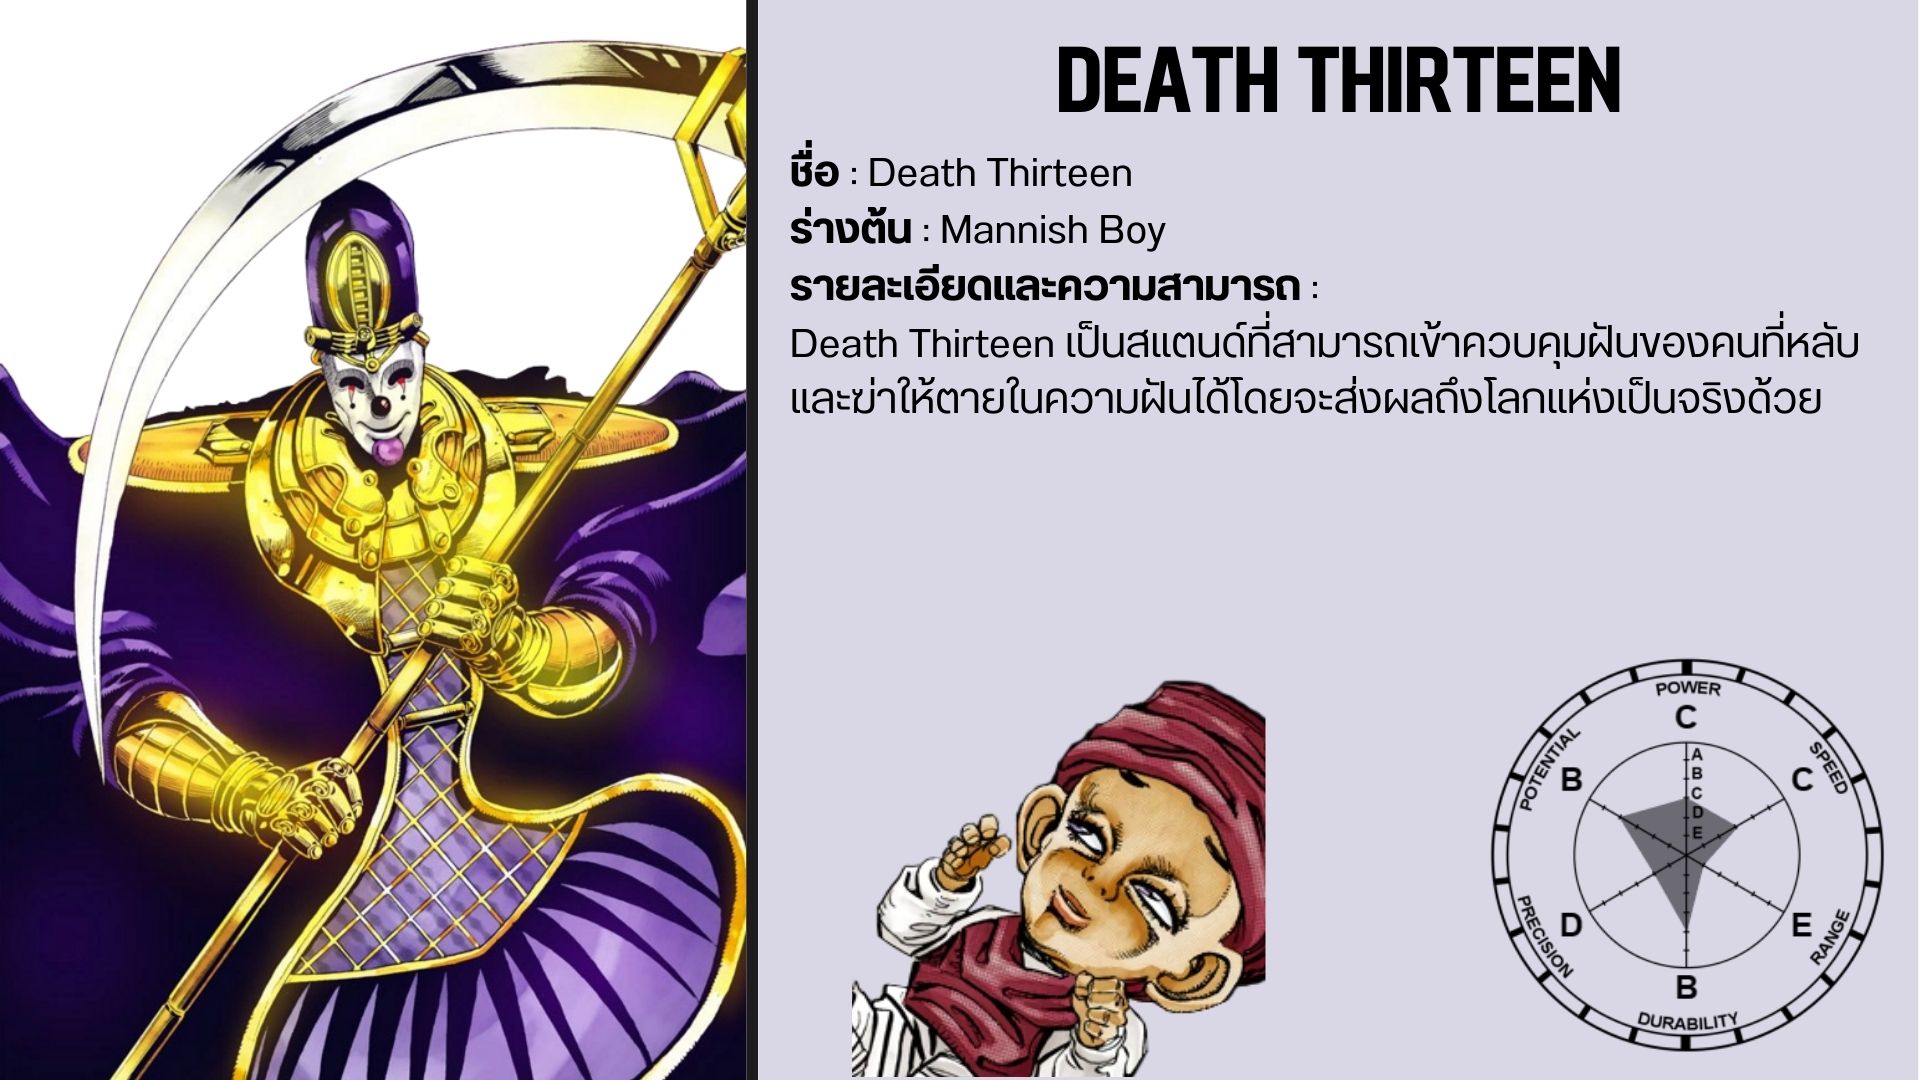 DEATH THIRTEEN
ชื่อ : Death Thirteen
ร่างต้น : Mannish Boy
รายละเอียดและความสามารถ :
Death Thirteen เป็นสแตนด์ที่สามารถเข้าควบคุมฝันของคนที่หลับ
และฆ่าให้ตายในความฝันได้โดยจะส่งผลถึงโลกแห่งเป็นจริงด้วย
POWER
C
POTENTIAL
B
SPEED
C
A
B
C
D
E
PRECISION
D
RANGE
E
B
DURABILITY